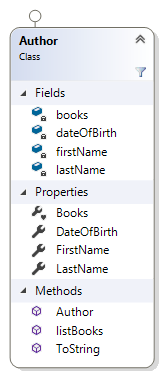 Author
Class
Fields
books
dateOfBirth
firstName
lastName
Properties
Books
DateOfBirth
FirstName
LastName
Methods
Author
listBooks
ToString